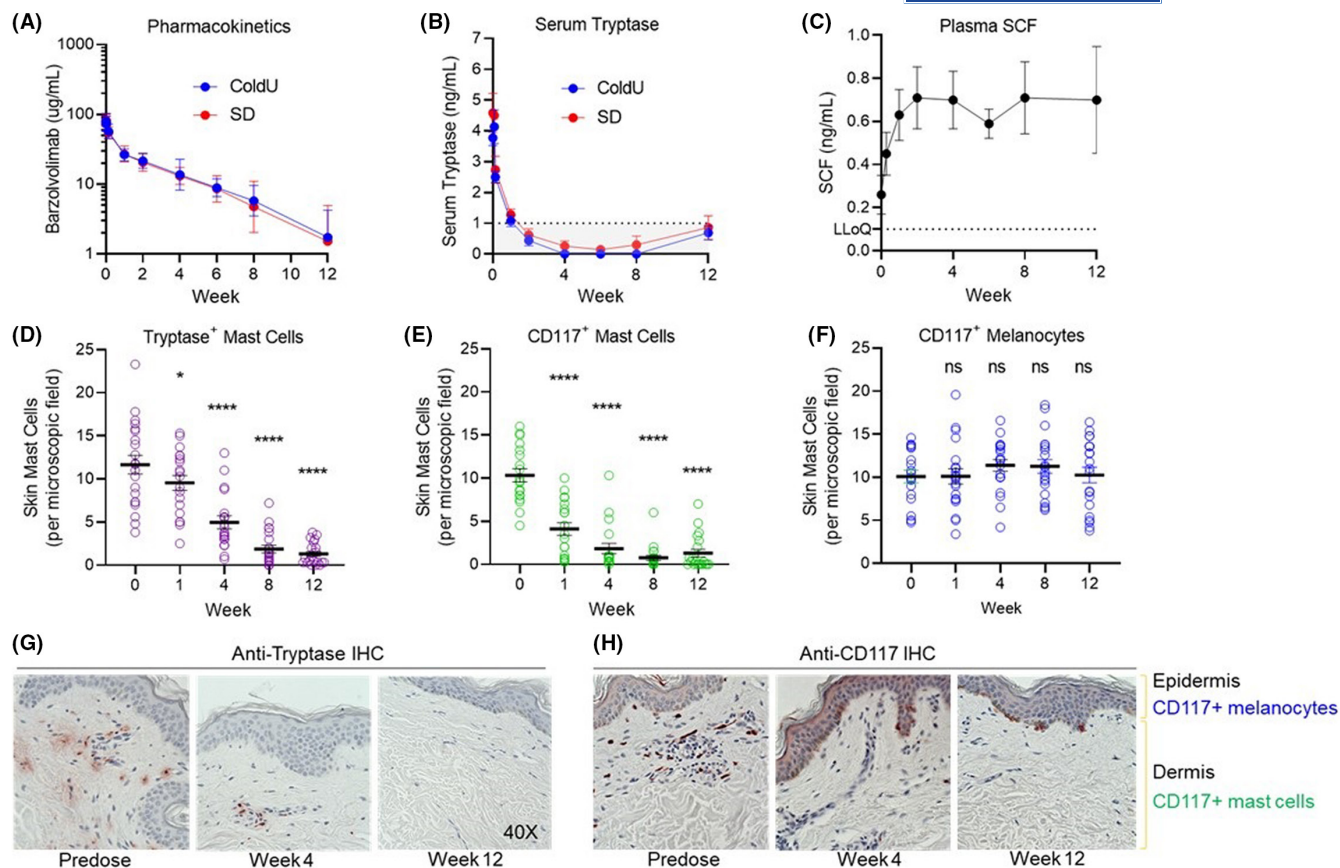 (A)
Pharmacokinetics
Barzolvolimab (ug/mL)
1000
100
10
1
ColdU
SD
0 2 4 6 8 10 12
Week
(B)
Serum Tryptase
Serum Tryptase (ng/mL)
7
6
5
4
3
2
1
0
ColdU
SD
0 4 8 12
Week
(C)
Plasma SCF
SCF (ng/mL)
1.0
0.8
0.6
0.4
0.2
LLoQ
0.0
0 4 8 12
Week
(D)
Tryptase+ Mast Cells
Skin Mast Cells
(per microscopic field)
25
20
15
10
5
0
* **** **** ****
0 1 4 8 12
Week
(E)
CD117+ Mast Cells
Skin Mast Cells
(per microscopic field)
25
20
15
10
5
0
**** **** **** ****
0 1 4 8 12
Week
(F)
CD117+ Melanocytes
Skin Mast Cells
(per microscopic field)
25
20
15
10
5
0
ns ns ns ns
0 1 4 8 12
Week
(G)
Anti-Tryptase IHC
40X
Predose Week 4 Week 12
(H)
Anti-CD117 IHC
Predose Week 4 Week 12
Epidermis
CD117+ melanocytes
Dermis
CD117+ mast cells